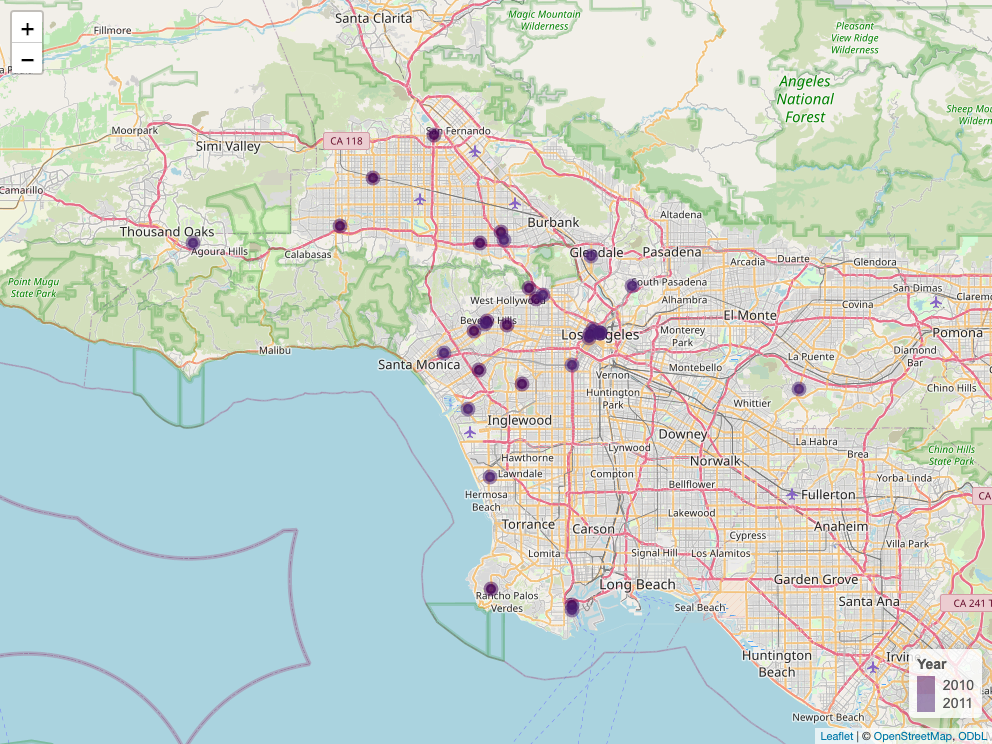 +
−
Fillmore
Santa Clarita
Magic Mountain
Wilderness
Pleasant
View Ridge
Wilderness
Angeles
National
Forest
Moorpark
CA 118
San Fernando
Simi Valley
Camarillo
Thousand Oaks
Agoura Hills
Calabasas
Burbank
Altadena
Glendale
Pasadena
Arcadia
Duarte
Glendora
Point Mugu
State Park
South Pasadena
San Dimas
West Hollywood
Alhambra
Covina
Beverly Hills
El Monte
Los Angeles
Monterey
Park
Pomona
Malibu
Santa Monica
La Puente
Diamond
Bar
Montebello
Vernon
Huntington
Park
Whittier
Chino Hills
Inglewood
Downey
La Habra
Lynwood
Brea
Chino Hills
State Park
Hawthorne
Norwalk
Lawndale
Compton
Bellflower
Yorba Linda
Hermosa
Beach
Fullerton
CA
Lakewood
Torrance
Carson
Cypress
Anaheim
Villa Park
Lomita
Signal Hill
Los Alamitos
Long Beach
Garden Grove
Rancho Palos
Verdes
Seal Beach
Santa Ana
CA 241 T
Huntington
Beach
Irvin
Newport Beach
Year
2010
2011
Leaflet | © OpenStreetMap, ODbL